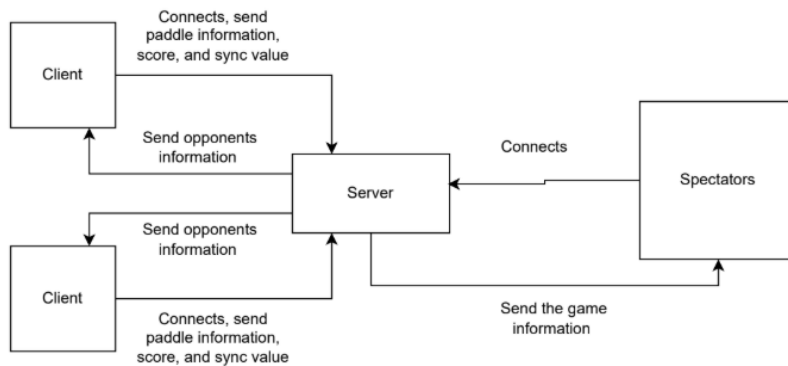 Connects, send
paddle information,
score, and sync value
Client
Send opponents
information
Connects
Spectators
Server
Send opponents
information
Client
Send the game
information
Connects, send
paddle information,
score, and sync value